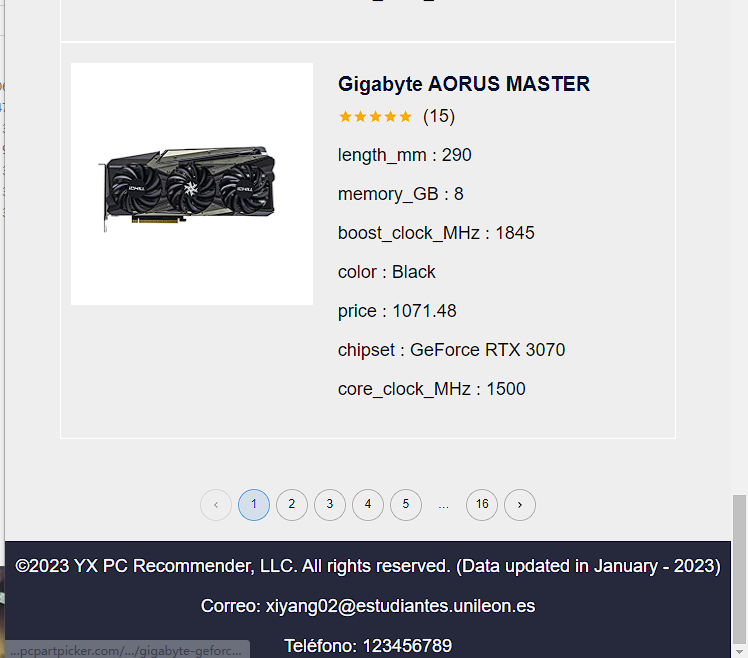 Gigabyte AORUS MASTER
(15)
length_mm : 290
memory_GB : 8
boost_clock_MHz : 1845
color : Black
price : 1071.48
chipset : GeForce RTX 3070
core_clock_MHz : 1500
‹ 1 2 3 4 5 ... 16 ›
©2023 YX PC Recommender, LLC. All rights reserved. (Data updated in January - 2023)
Correo: xiyang02@estudiantes.unileon.es
Teléfono: 123456789
...pcpartpicker.com/.../gigabyte-geforc...